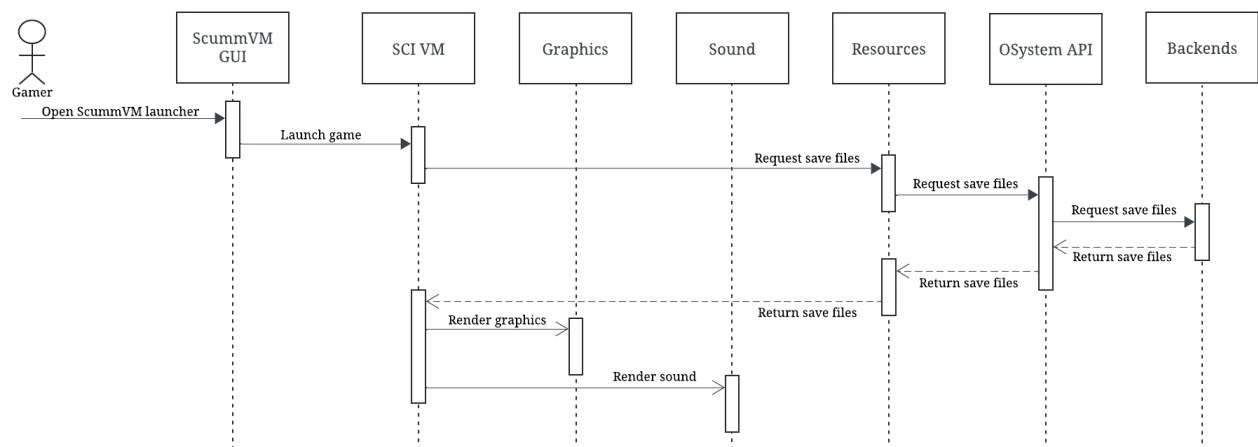 ScummVM
GUI
SCI VM
Graphics
Sound
Resources
OSystem API
Backends
Gamer
Open ScummVM launcher
Launch game
Request save files
Request save files
Request save files
Return save files
Return save files
Return save files
Render graphics
Render sound